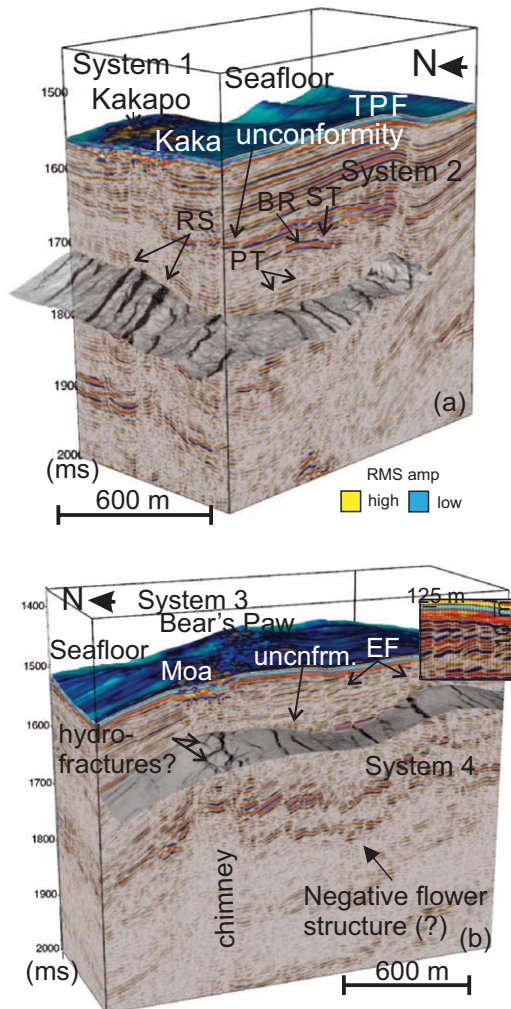 System 1
Seafloor
N
Kakapo
1500
TPF
Kaka
unconformity
1600
System 2
BR ST
RS
1700
PT
1800
1900
(a)
2000
(ms)
RMS amp
600 m
high low
1400
125 m
N
System 3
Bear's Paw
Seafloor
uncnfrm.
EF
1500
Moa
1600
hydro-
fractures?
1700
System 4
1800
chimney
1900
Negative flower
structure (?)
(b)
2000
(ms)
600 m